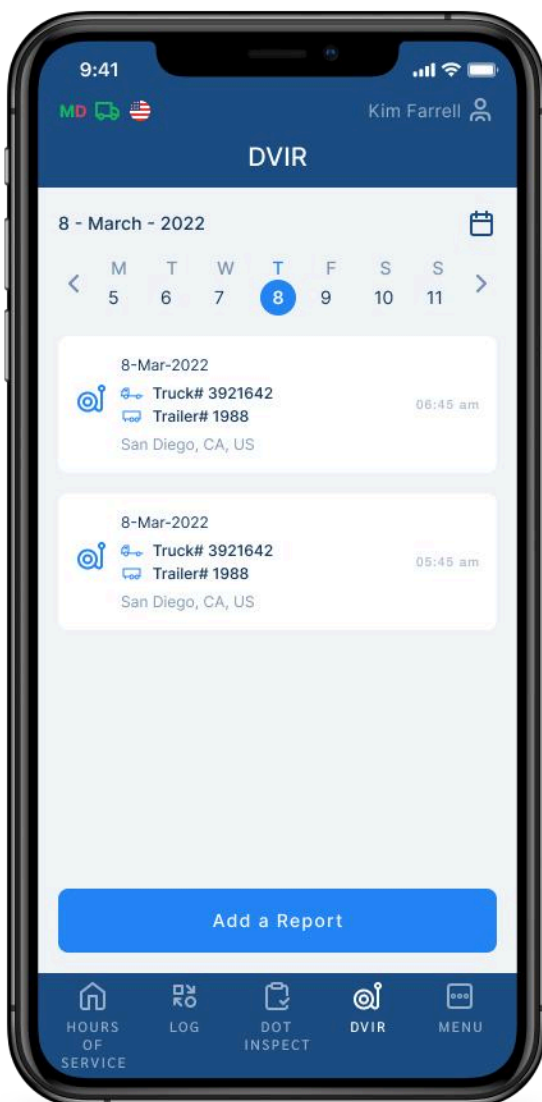 9:41
MD Kim Farrell
DVIR
8 - March - 2022
M T W T F S S
5 6 7 8 9 10 11
8-Mar-2022
Truck# 3921642
Trailer# 1988
06:45 am
San Diego, CA, US
8-Mar-2022
Truck# 3921642
Trailer# 1988
05:45 am
San Diego, CA, US
Add a Report
HOURS OF SERVICE
LOG
DOT INSPECT
DVIR
MENU